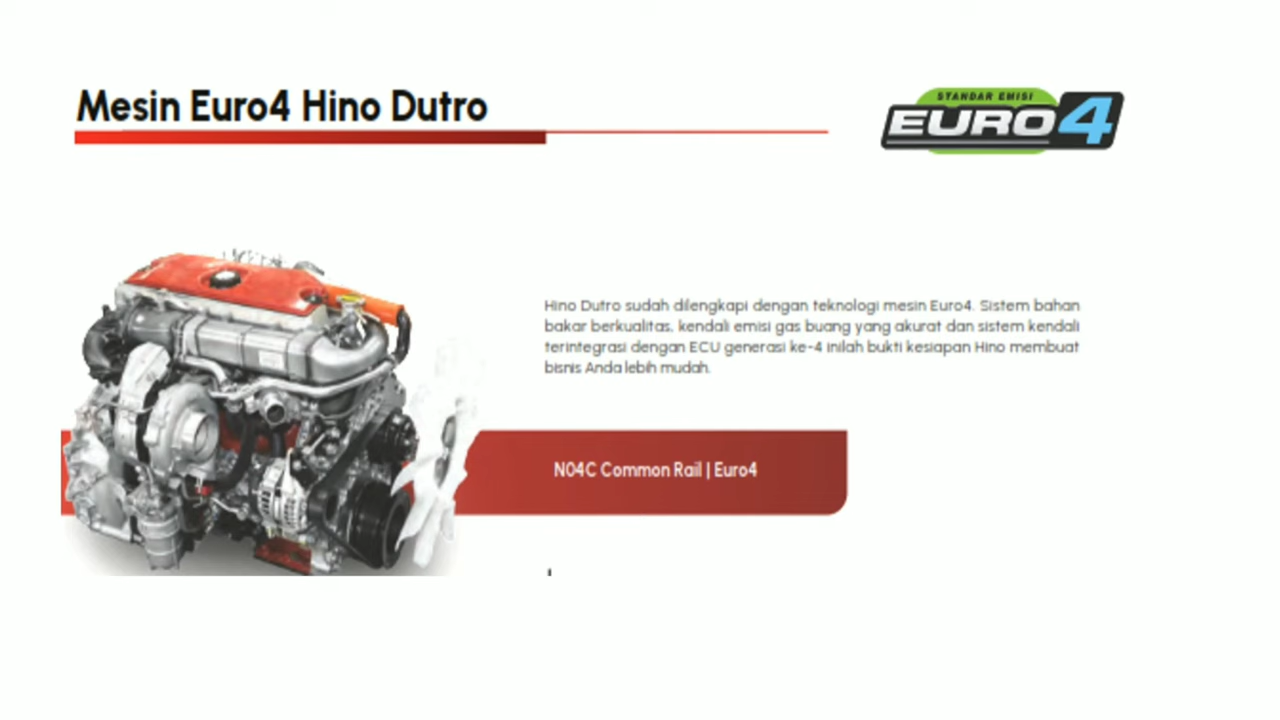 Mesin Euro4 Hino Dutro
STANDAR EMISI
EURO4
Hino Dutro sudah dilengkapi dengan teknologi mesin Euro4. Sistem bahan
bakar berkualitas, kendali emisi gas buang yang akurat dan sistem kendali
terintegrasi dengan ECU generasi ke-4 inilah bukti kesiapan Hino membuat
bisnis Anda lebih mudah.
N04C Common Rail | Euro4